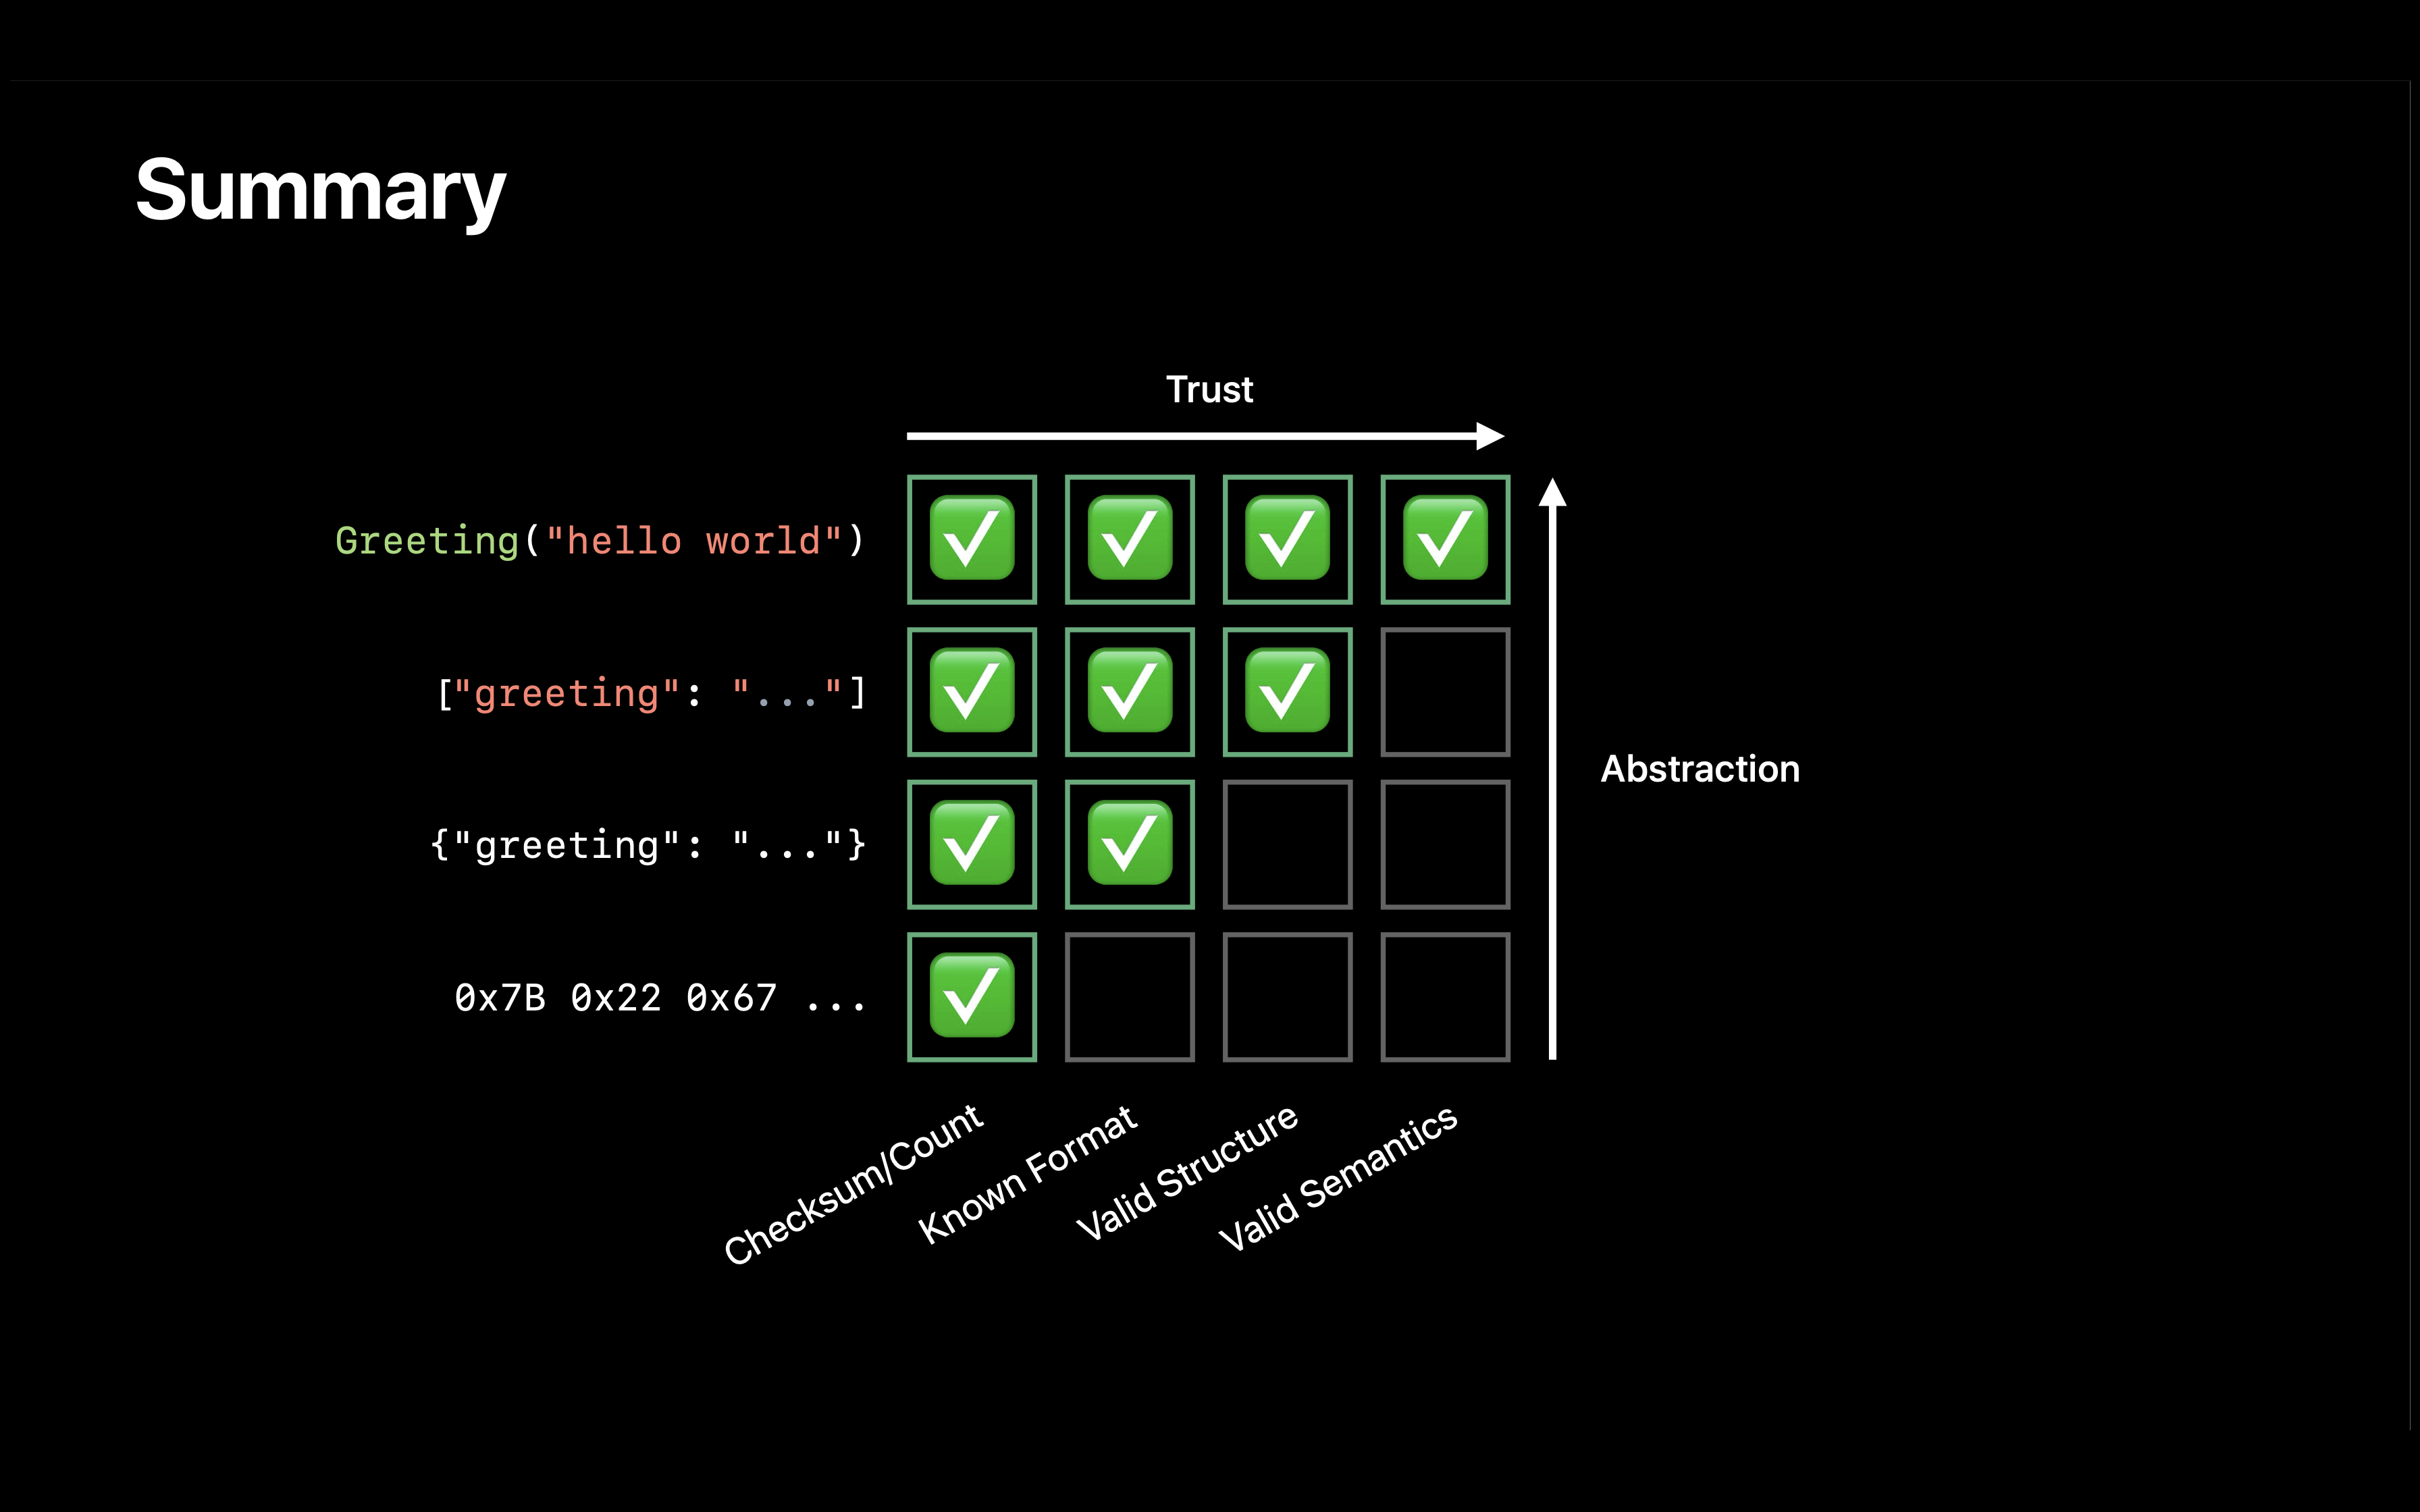 Summary
Trust
Greeting("hello world")
["greeting": "..."]
Abstraction
{"greeting": "..."}
0x7B 0x22 0x67 ...
Checksum/Count
Known Format
Valid Structure
Valid Semantics